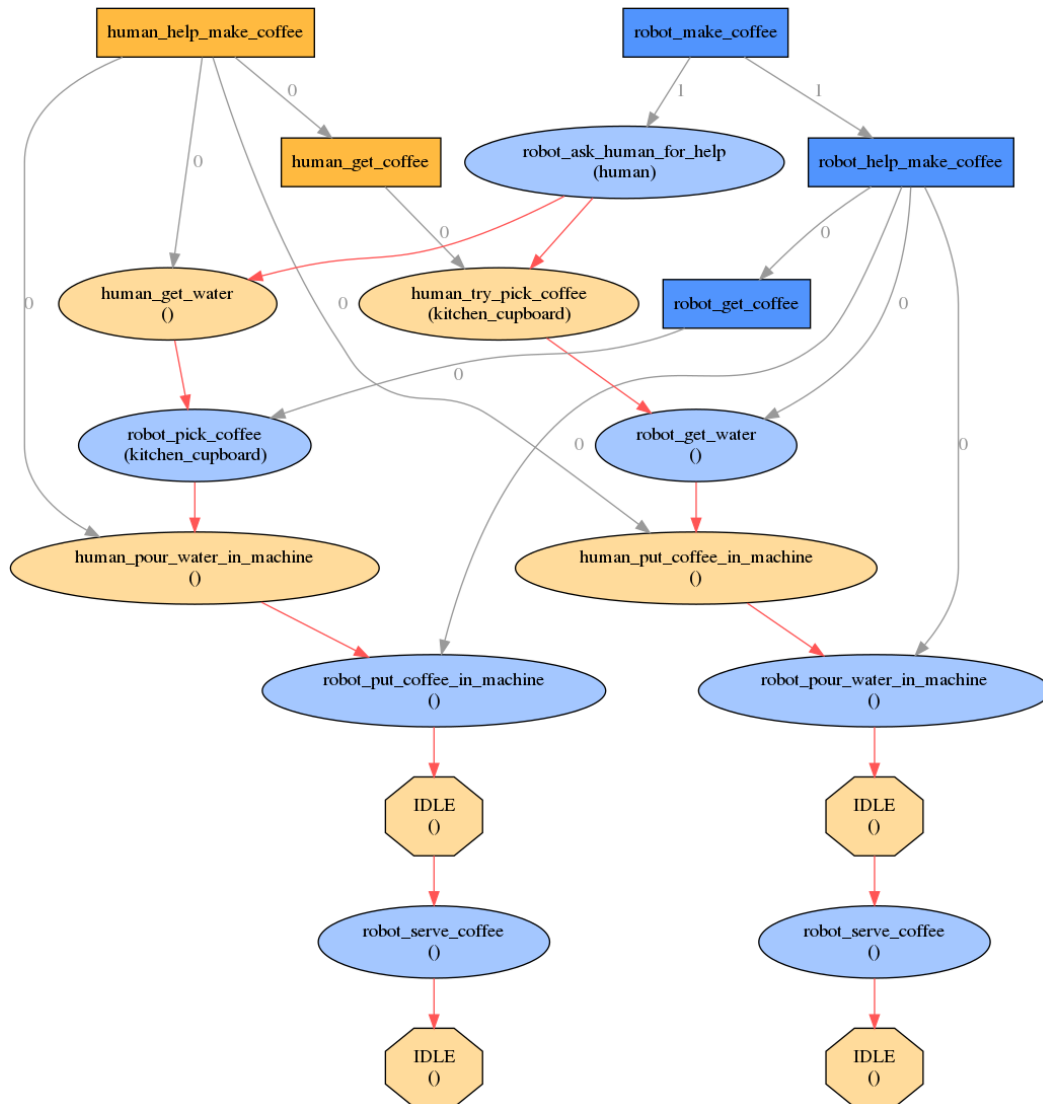 human_help_make_coffee
robot_make_coffee
0
1
1
human_get_coffee
robot_ask_human_for_help
(human)
robot_help_make_coffee
0
0
0
human_get_water
()
human_try_pick_coffee
(kitchen_cupboard)
robot_get_coffee
0
0
0
0
robot_pick_coffee
(kitchen_cupboard)
robot_get_water
()
0
0
human_pour_water_in_machine
()
human_put_coffee_in_machine
()
robot_put_coffee_in_machine
()
robot_pour_water_in_machine
()
IDLE
()
IDLE
()
robot_serve_coffee
()
robot_serve_coffee
()
IDLE
()
IDLE
()